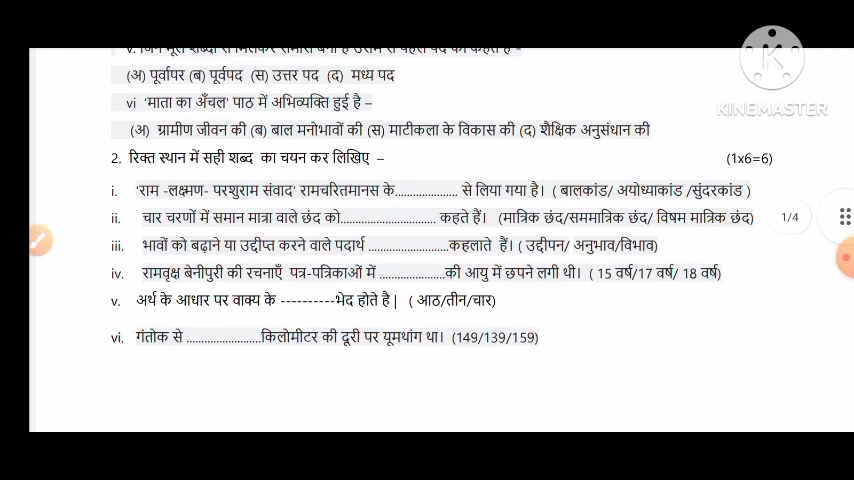 KINEMASTER
(अ) पूर्वापर (ब) पूर्वपद (स) उत्तर पद (द) मध्य पद
vi 'माता का अँचल' पाठ में अभिव्यक्ति हुई है –
(अ) ग्रामीण जीवन की (ब) बाल मनोभावों की (स) माटीकला के विकास की (द) शैक्षिक अनुसंधान की
2. रिक्त स्थान में सही शब्द का चयन कर लिखिए – (1x6=6)
i. 'राम -लक्ष्मण- परशुराम संवाद' रामचरितमानस के..................... से लिया गया है। ( बालकांड/ अयोध्याकांड /सुंदरकांड )
ii. चार चरणों में समान मात्रा वाले छंद को................................ कहते हैं। (मात्रिक छंद/सममात्रिक छंद/ विषम मात्रिक छंद)
1/4
iii. भावों को बढ़ाने या उद्दीप्त करने वाले पदार्थ ...........................कहलाते हैं। ( उद्दीपन/ अनुभाव/विभाव)
iv. रामवृक्ष बेनीपुरी की रचनाएँ पत्र-पत्रिकाओं में ......................की आयु में छपने लगी थी। ( 15 वर्ष/17 वर्ष/ 18 वर्ष)
v. अर्थ के आधार पर वाक्य के ----------भेद होते है| ( आठ/तीन/चार)
vi. गंतोक से .........................किलोमीटर की दूरी पर यूमथांग था। (149/139/159)